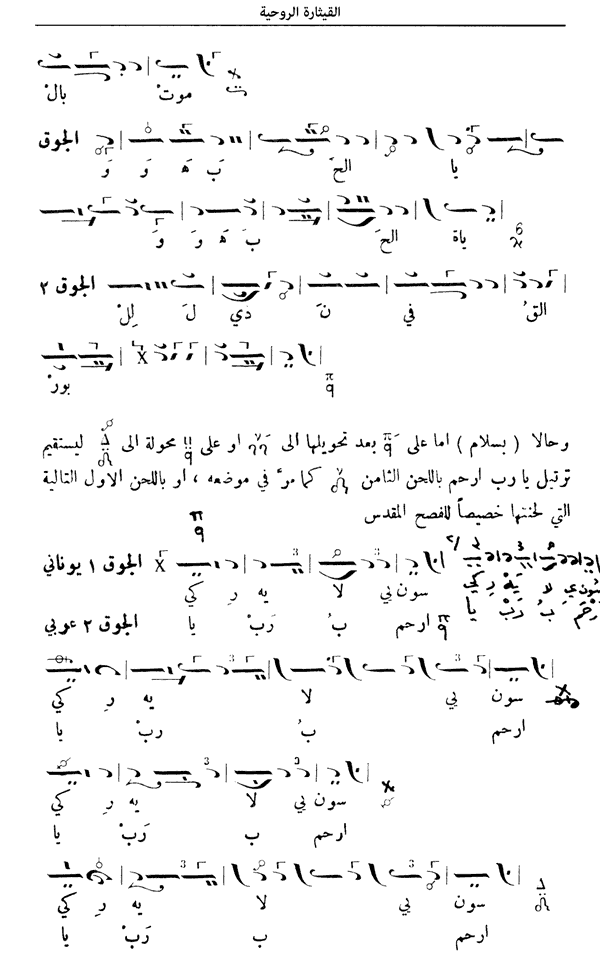 القيثارة الروحية
بالْ موتْ
الجوق
وَ وَ هَ بَ الحَ يا
وَ وَ هَ بَ الحَ ياة
الجوق ٢
لِلْ لَ ذي نَ في القُ
بورْ
وحالا ( بسلام ) اما على بعد تحويلها الى او على محولة الى ليستقيم
ترتيل يا رب ارحم باللحن الثامن كما مرّ في موضعه ، او باللحن الاول التالية
التي لحنتها خصيصاً للفصح المقدس
الجوق ١ يوناني
كي رِ يه لا سون بي
يا رَبْ بُ ارحم
الجوق ٢ عربي
كي رِ يه لا بي سون
يا ربْ بُ ارحم
كي رِ يه لا سون بي
يا رَبْ ب ارحم
كي رِ يه لا بي سون
يا رَبْ ب ارحم